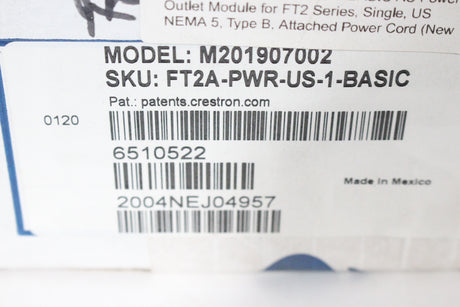 Outlet Module for FT2 Series, Single, US
NEMA 5, Type B, Attached Power Cord (New
MODEL: M201907002
SKU: FT2A-PWR-US-1-BASIC
Pat.: patents.crestron.com
0120
6510522
Made in Mexico
2004NEJ04957